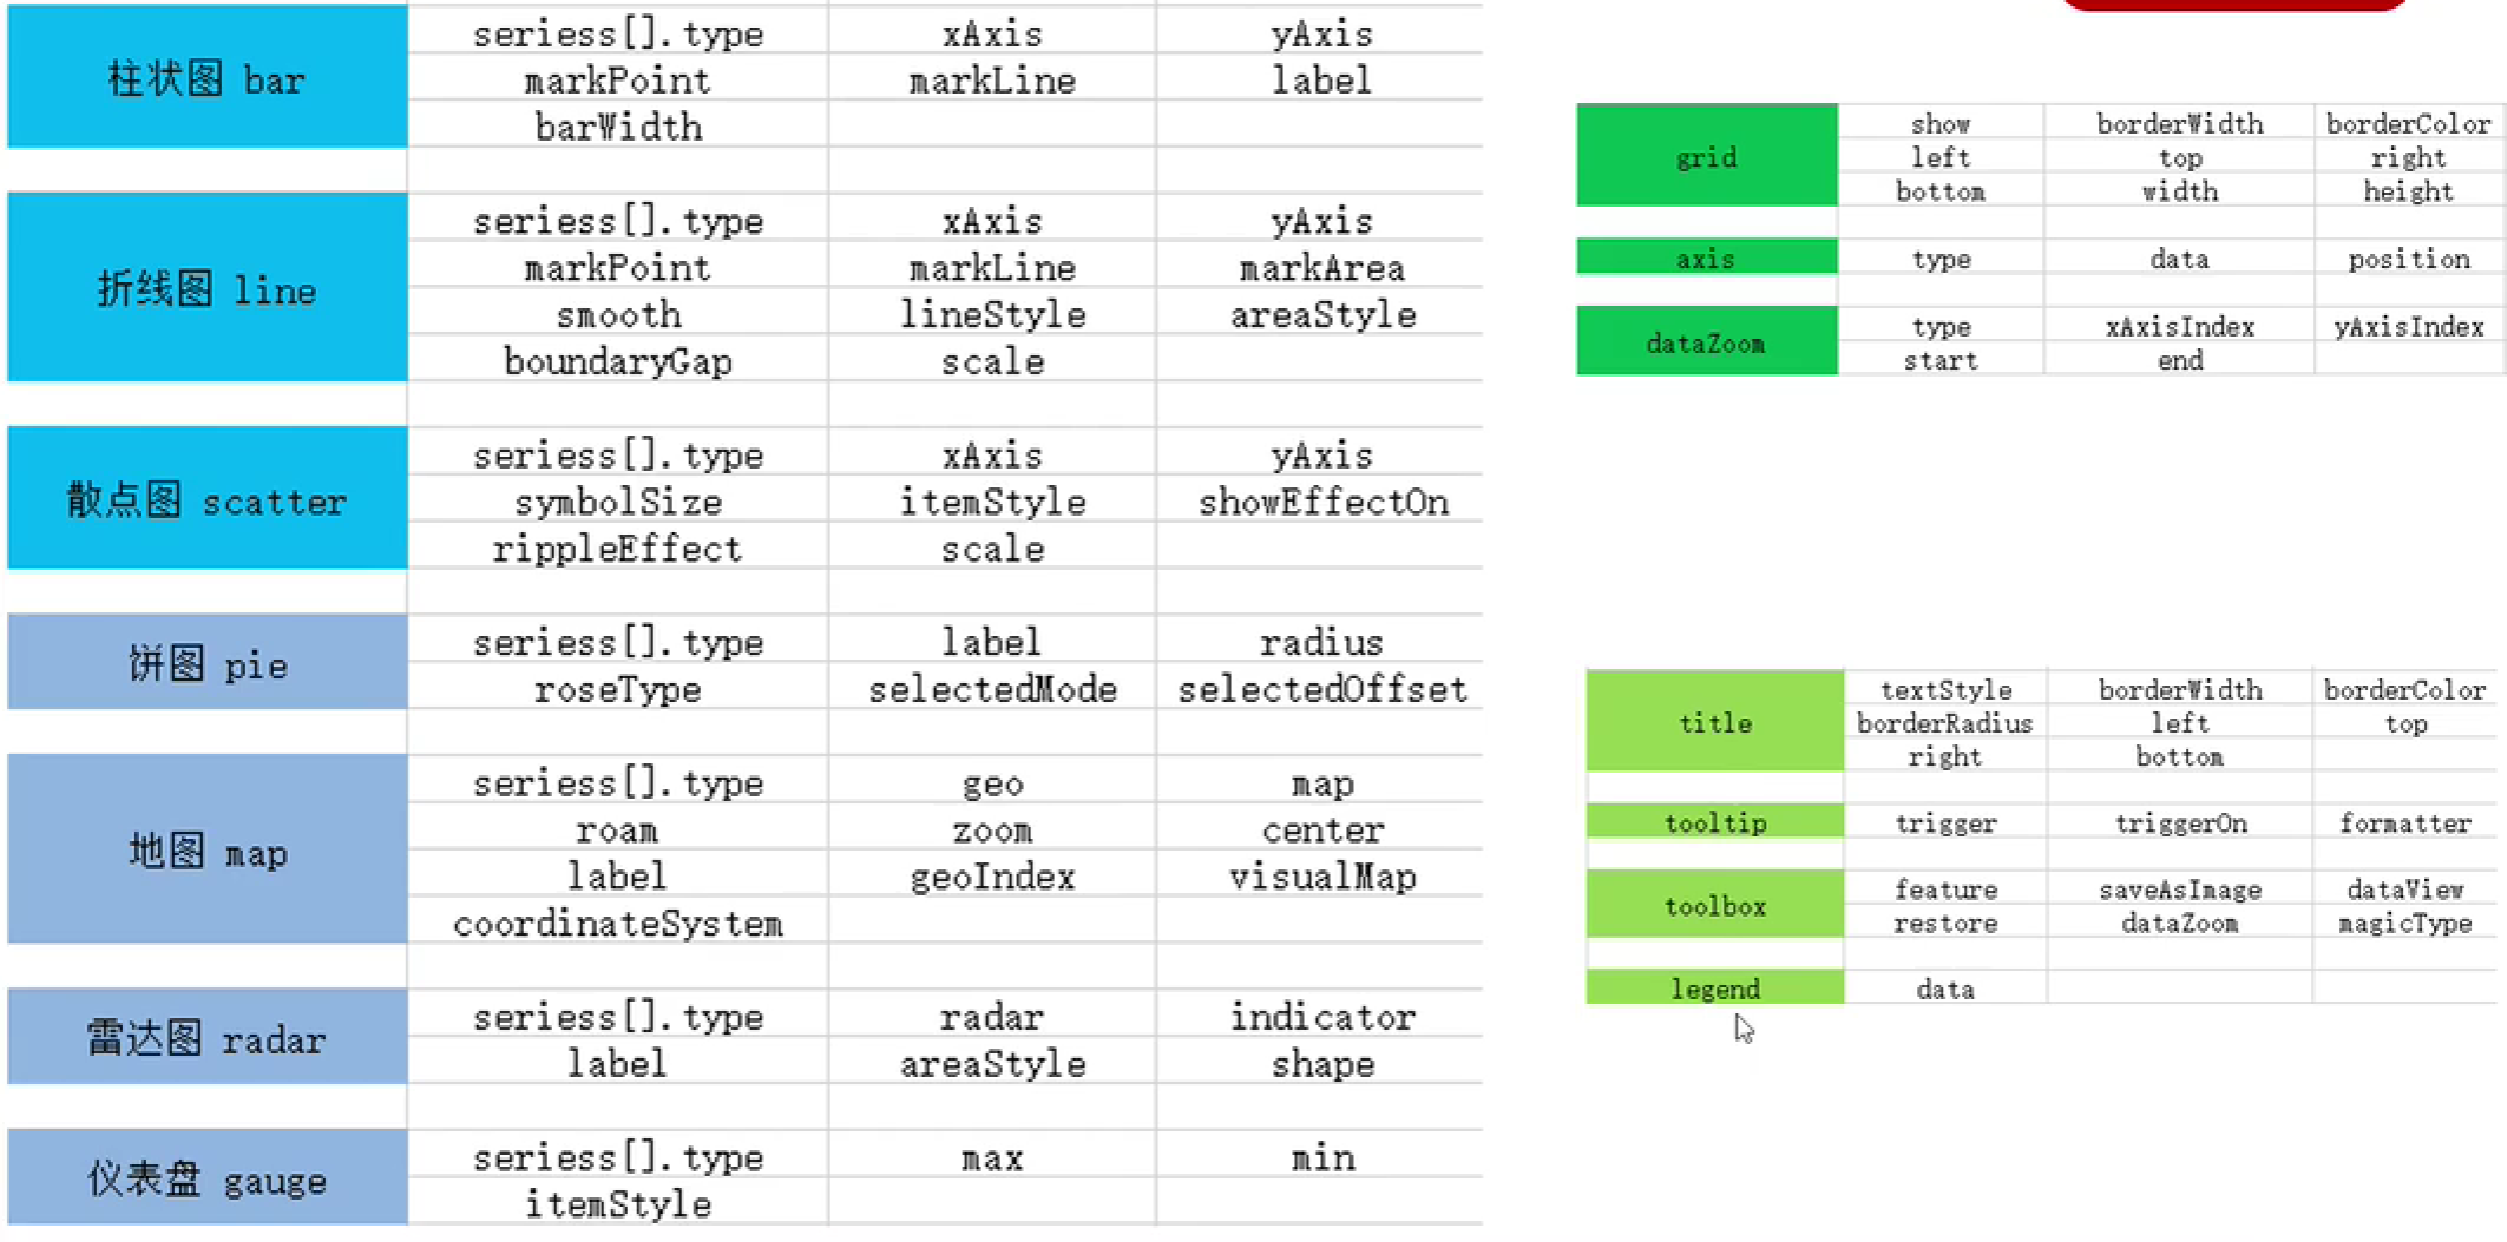 柱状图 bar
seriess[].type xAxis yAxis
markPoint markLine label
barWidth
折线图 line
seriess[].type xAxis yAxis
markPoint markLine markArea
smooth lineStyle areaStyle
boundaryGap scale
散点图 scatter
seriess[].type xAxis yAxis
symbolSize itemStyle showEffectOn
rippleEffect scale
饼图 pie
seriess[].type label radius
roseType selectedMode selectedOffset
地图 map
seriess[].type geo map
roam zoom center
label geoIndex visualMap
coordinateSystem
雷达图 radar
seriess[].type radar indicator
label areaStyle shape
仪表盘 gauge
seriess[].type max min
itemStyle
grid
show borderWidth borderColor
left top right
bottom width height
axis type data position
dataZoom
type xAxisIndex yAxisIndex
start end
title
textStyle borderWidth borderColor
borderRadius left top
right bottom
tooltip trigger triggerOn formatter
toolbox
feature saveAsImage dataView
restore dataZoom magicType
legend data